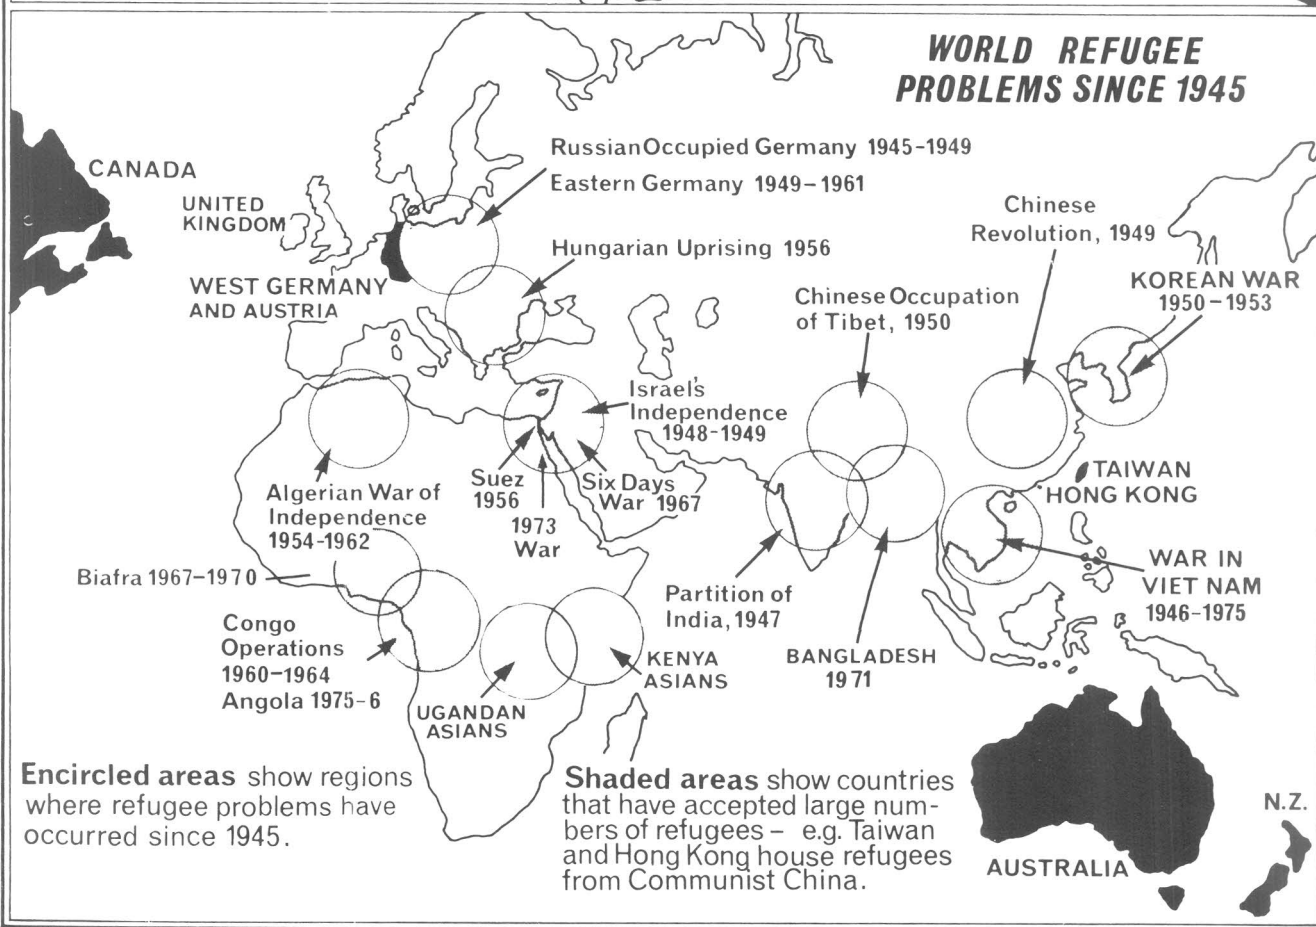 WORLD REFUGEE
PROBLEMS SINCE 1945
CANADA
UNITED
KINGDOM
WEST GERMANY
AND AUSTRIA
Russian Occupied Germany 1945-1949
Eastern Germany 1949-1961
Hungarian Uprising 1956
Chinese
Revolution, 1949
KOREAN WAR
1950-1953
Chinese Occupation
of Tibet, 1950
Israel's
Independence
1948-1949
Suez
1956
1973
War
Six Days
War 1967
Algerian War of
Independence
1954-1962
Biafra 1967-1970
Congo
Operations
1960-1964
Angola 1975-6
UGANDAN
ASIANS
KENYA
ASIANS
Partition of
India, 1947
BANGLADESH
1971
TAIWAN
HONG KONG
WAR IN
VIET NAM
1946-1975
AUSTRALIA
N.Z.
Encircled areas show regions
where refugee problems have
occurred since 1945.
Shaded areas show countries
that have accepted large num-
bers of refugees - e.g. Taiwan
and Hong Kong house refugees
from Communist China.